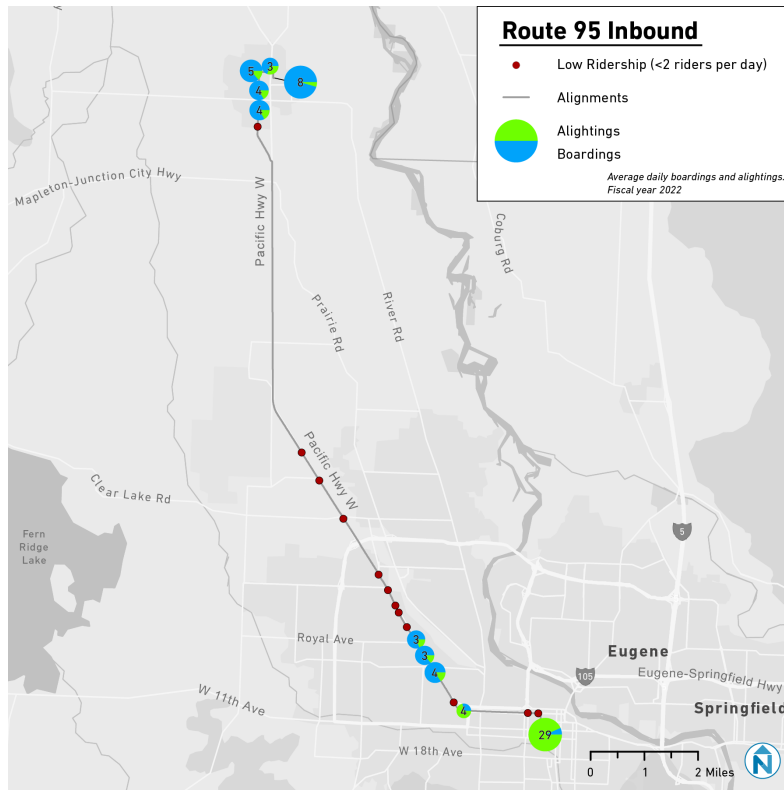 Route 95 Inbound
Low Ridership (<2 riders per day)
Alignments
Alightings
Boardings
Average daily boardings and alightings.
Fiscal year 2022
3
5
8
4
4
Mapleton-Junction City Hwy
Pacific Hwy W
Coburg Rd
Prairie Rd
River Rd
Pacific Hwy W
Clear Lake Rd
Fern
Ridge
Lake
5
Royal Ave
3
3
4
Eugene
105
Eugene-Springfield Hwy
W 11th Ave
4
Springfield
29
W 18th Ave
0 1 2 Miles
N